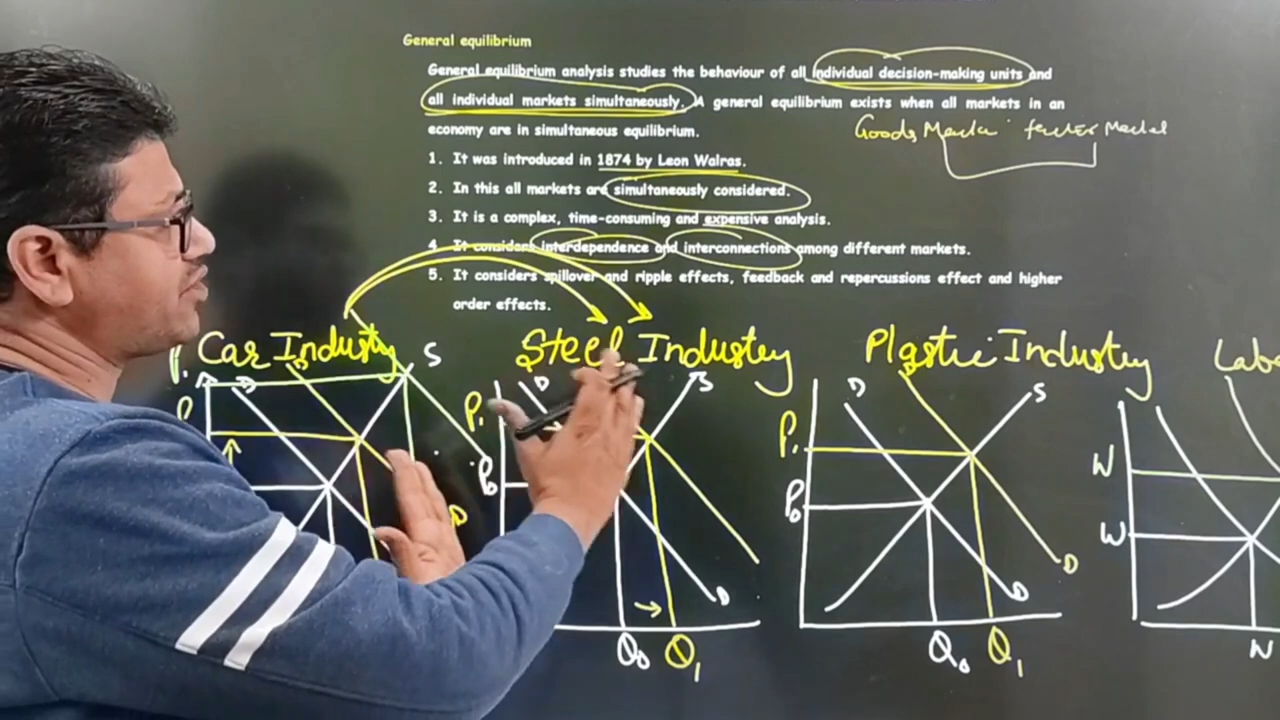 General equilibrium
General equilibrium analysis studies the behaviour of all individual decision-making units and
all individual markets simultaneously. A general equilibrium exists when all markets in an
economy are in simultaneous equilibrium.
Goods Market factor Market
1. It was introduced in 1874 by Leon Walras.
2. In this all markets are simultaneously considered.
3. It is a complex, time-consuming and expensive analysis.
4. It considers interdependence and interconnections among different markets.
5. It considers spillover and ripple effects, feedback and repercussions effect and higher
order effects.
Car Industry Steel Industry Plastic Industry Lab
P. D D S P1 D S D S
P P0 D P1 P0 D D W W
Q0 Q1 Q0 Q1 N